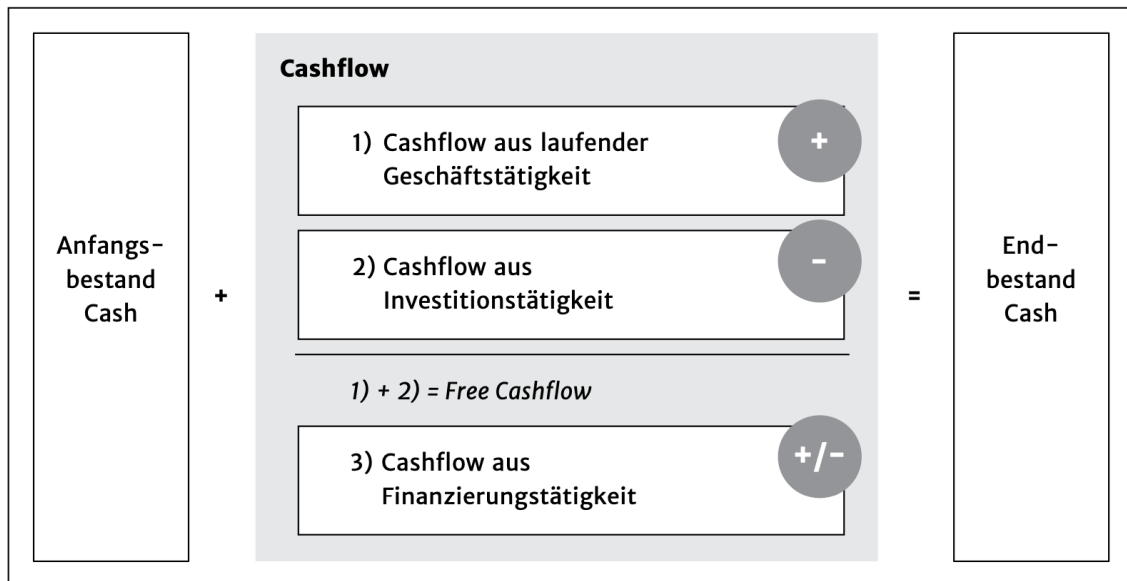 Anfangs-
bestand
Cash
+
Cashflow
1) Cashflow aus laufender
Geschäftstätigkeit
+
2) Cashflow aus
Investitionstätigkeit
-
1) + 2) = Free Cashflow
3) Cashflow aus
Finanzierungstätigkeit
+/-
=
End-
bestand
Cash